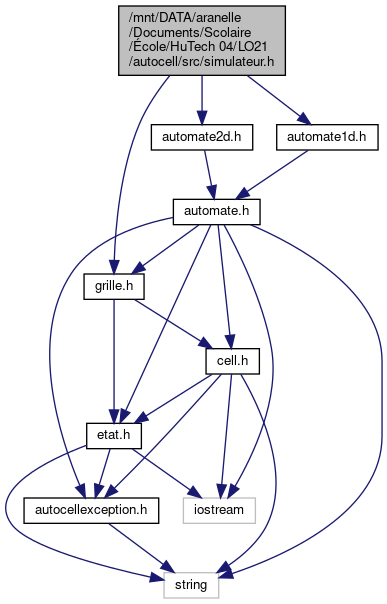 /mnt/DATA/aranelle
/Documents/Scolaire
/École/HuTech 04/LO21
/autocell/src/simulateur.h
automate2d.h
automate1d.h
automate.h
grille.h
cell.h
etat.h
autocellexception.h
iostream
string